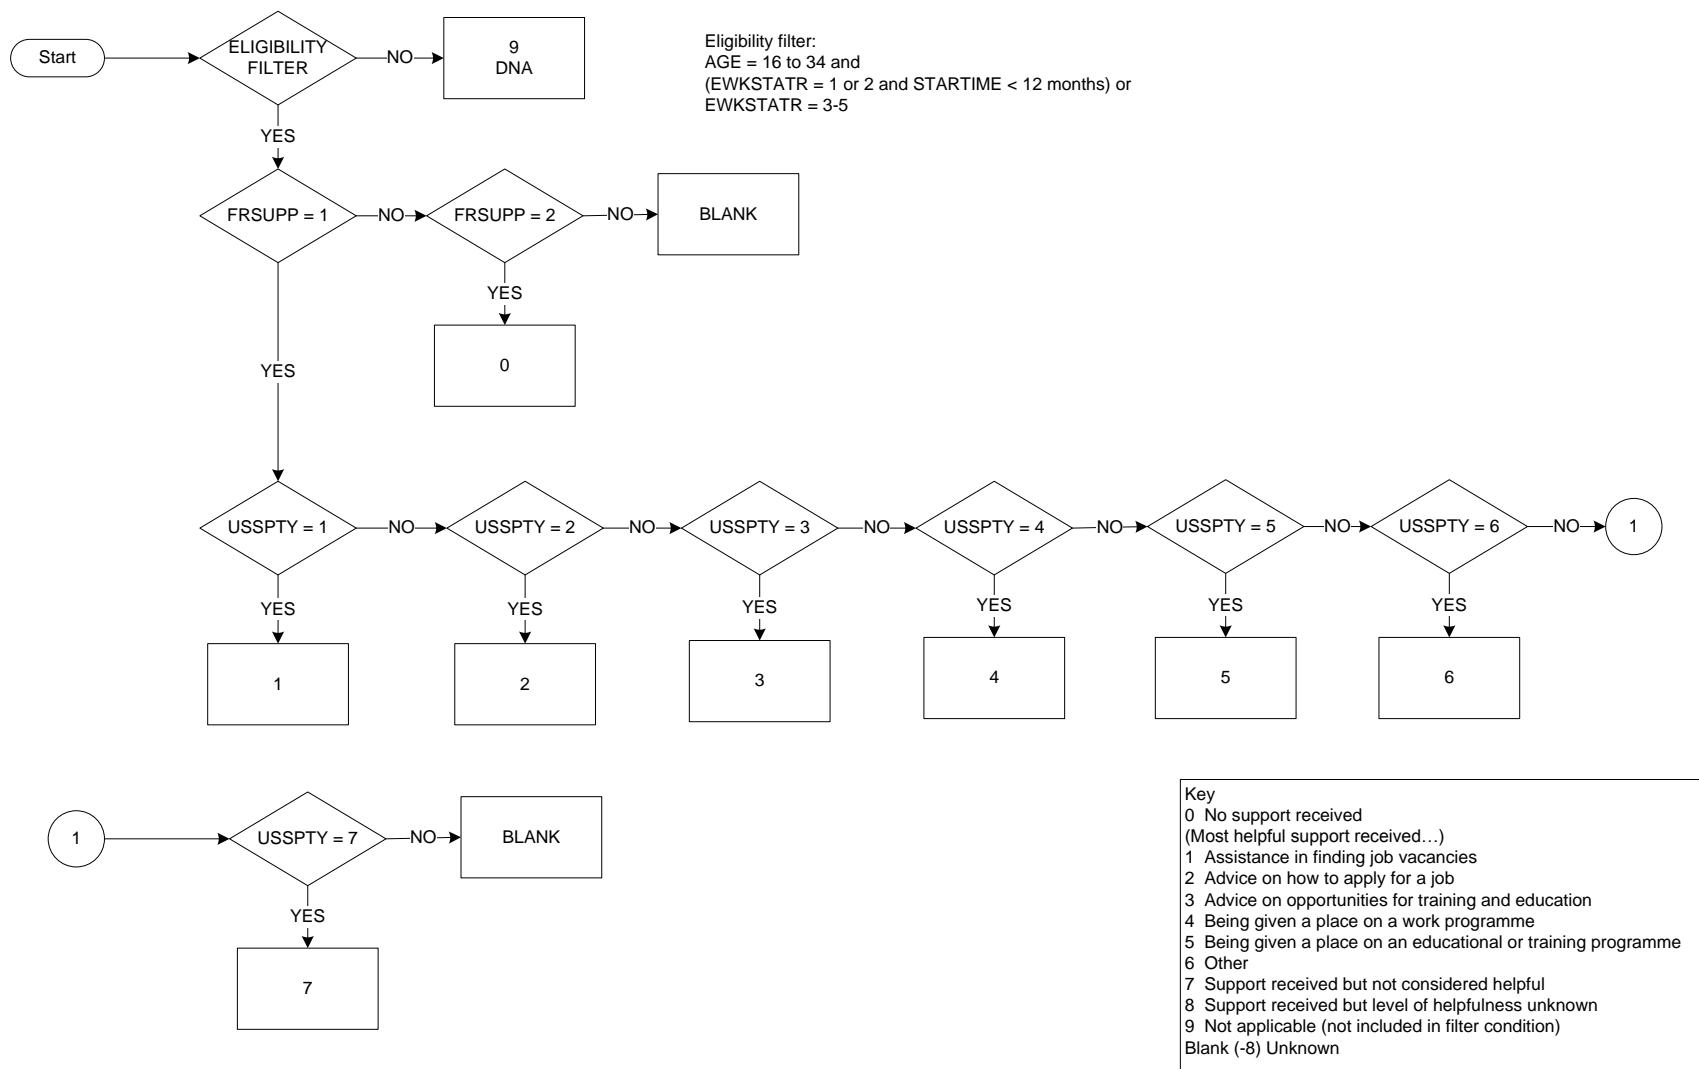 Start
ELIGIBILITY
FILTER
NO
9
DNA
Eligibility filter:
AGE = 16 to 34 and
(EWKSTATR = 1 or 2 and STARTIME < 12 months) or
EWKSTATR = 3-5
YES
FRSUPP = 1
NO
FRSUPP = 2
NO
BLANK
YES
0
YES
USSPTY = 1
NO
USSPTY = 2
NO
USSPTY = 3
NO
USSPTY = 4
NO
USSPTY = 5
NO
USSPTY = 6
NO
1
YES
YES
YES
YES
YES
YES
1
2
3
4
5
6
1
USSPTY = 7
NO
BLANK
YES
7
Key
0 No support received
(Most helpful support received…)
1 Assistance in finding job vacancies
2 Advice on how to apply for a job
3 Advice on opportunities for training and education
4 Being given a place on a work programme
5 Being given a place on an educational or training programme
6 Other
7 Support received but not considered helpful
8 Support received but level of helpfulness unknown
9 Not applicable (not included in filter condition)
Blank (-8) Unknown